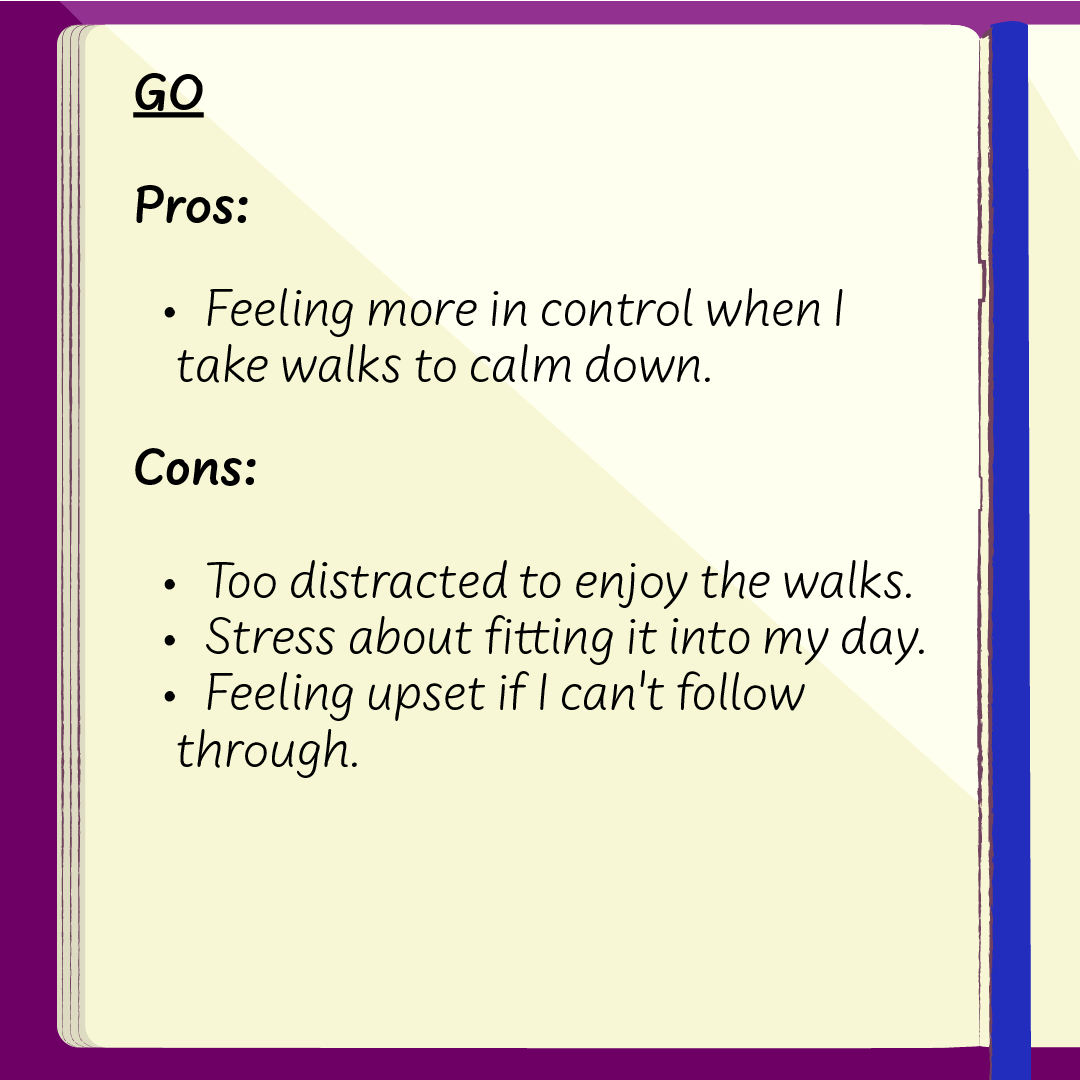 GO
Pros:
• Feeling more in control when I
take walks to calm down.
Cons:
• Too distracted to enjoy the walks.
• Stress about fitting it into my day.
• Feeling upset if I can't follow
through.